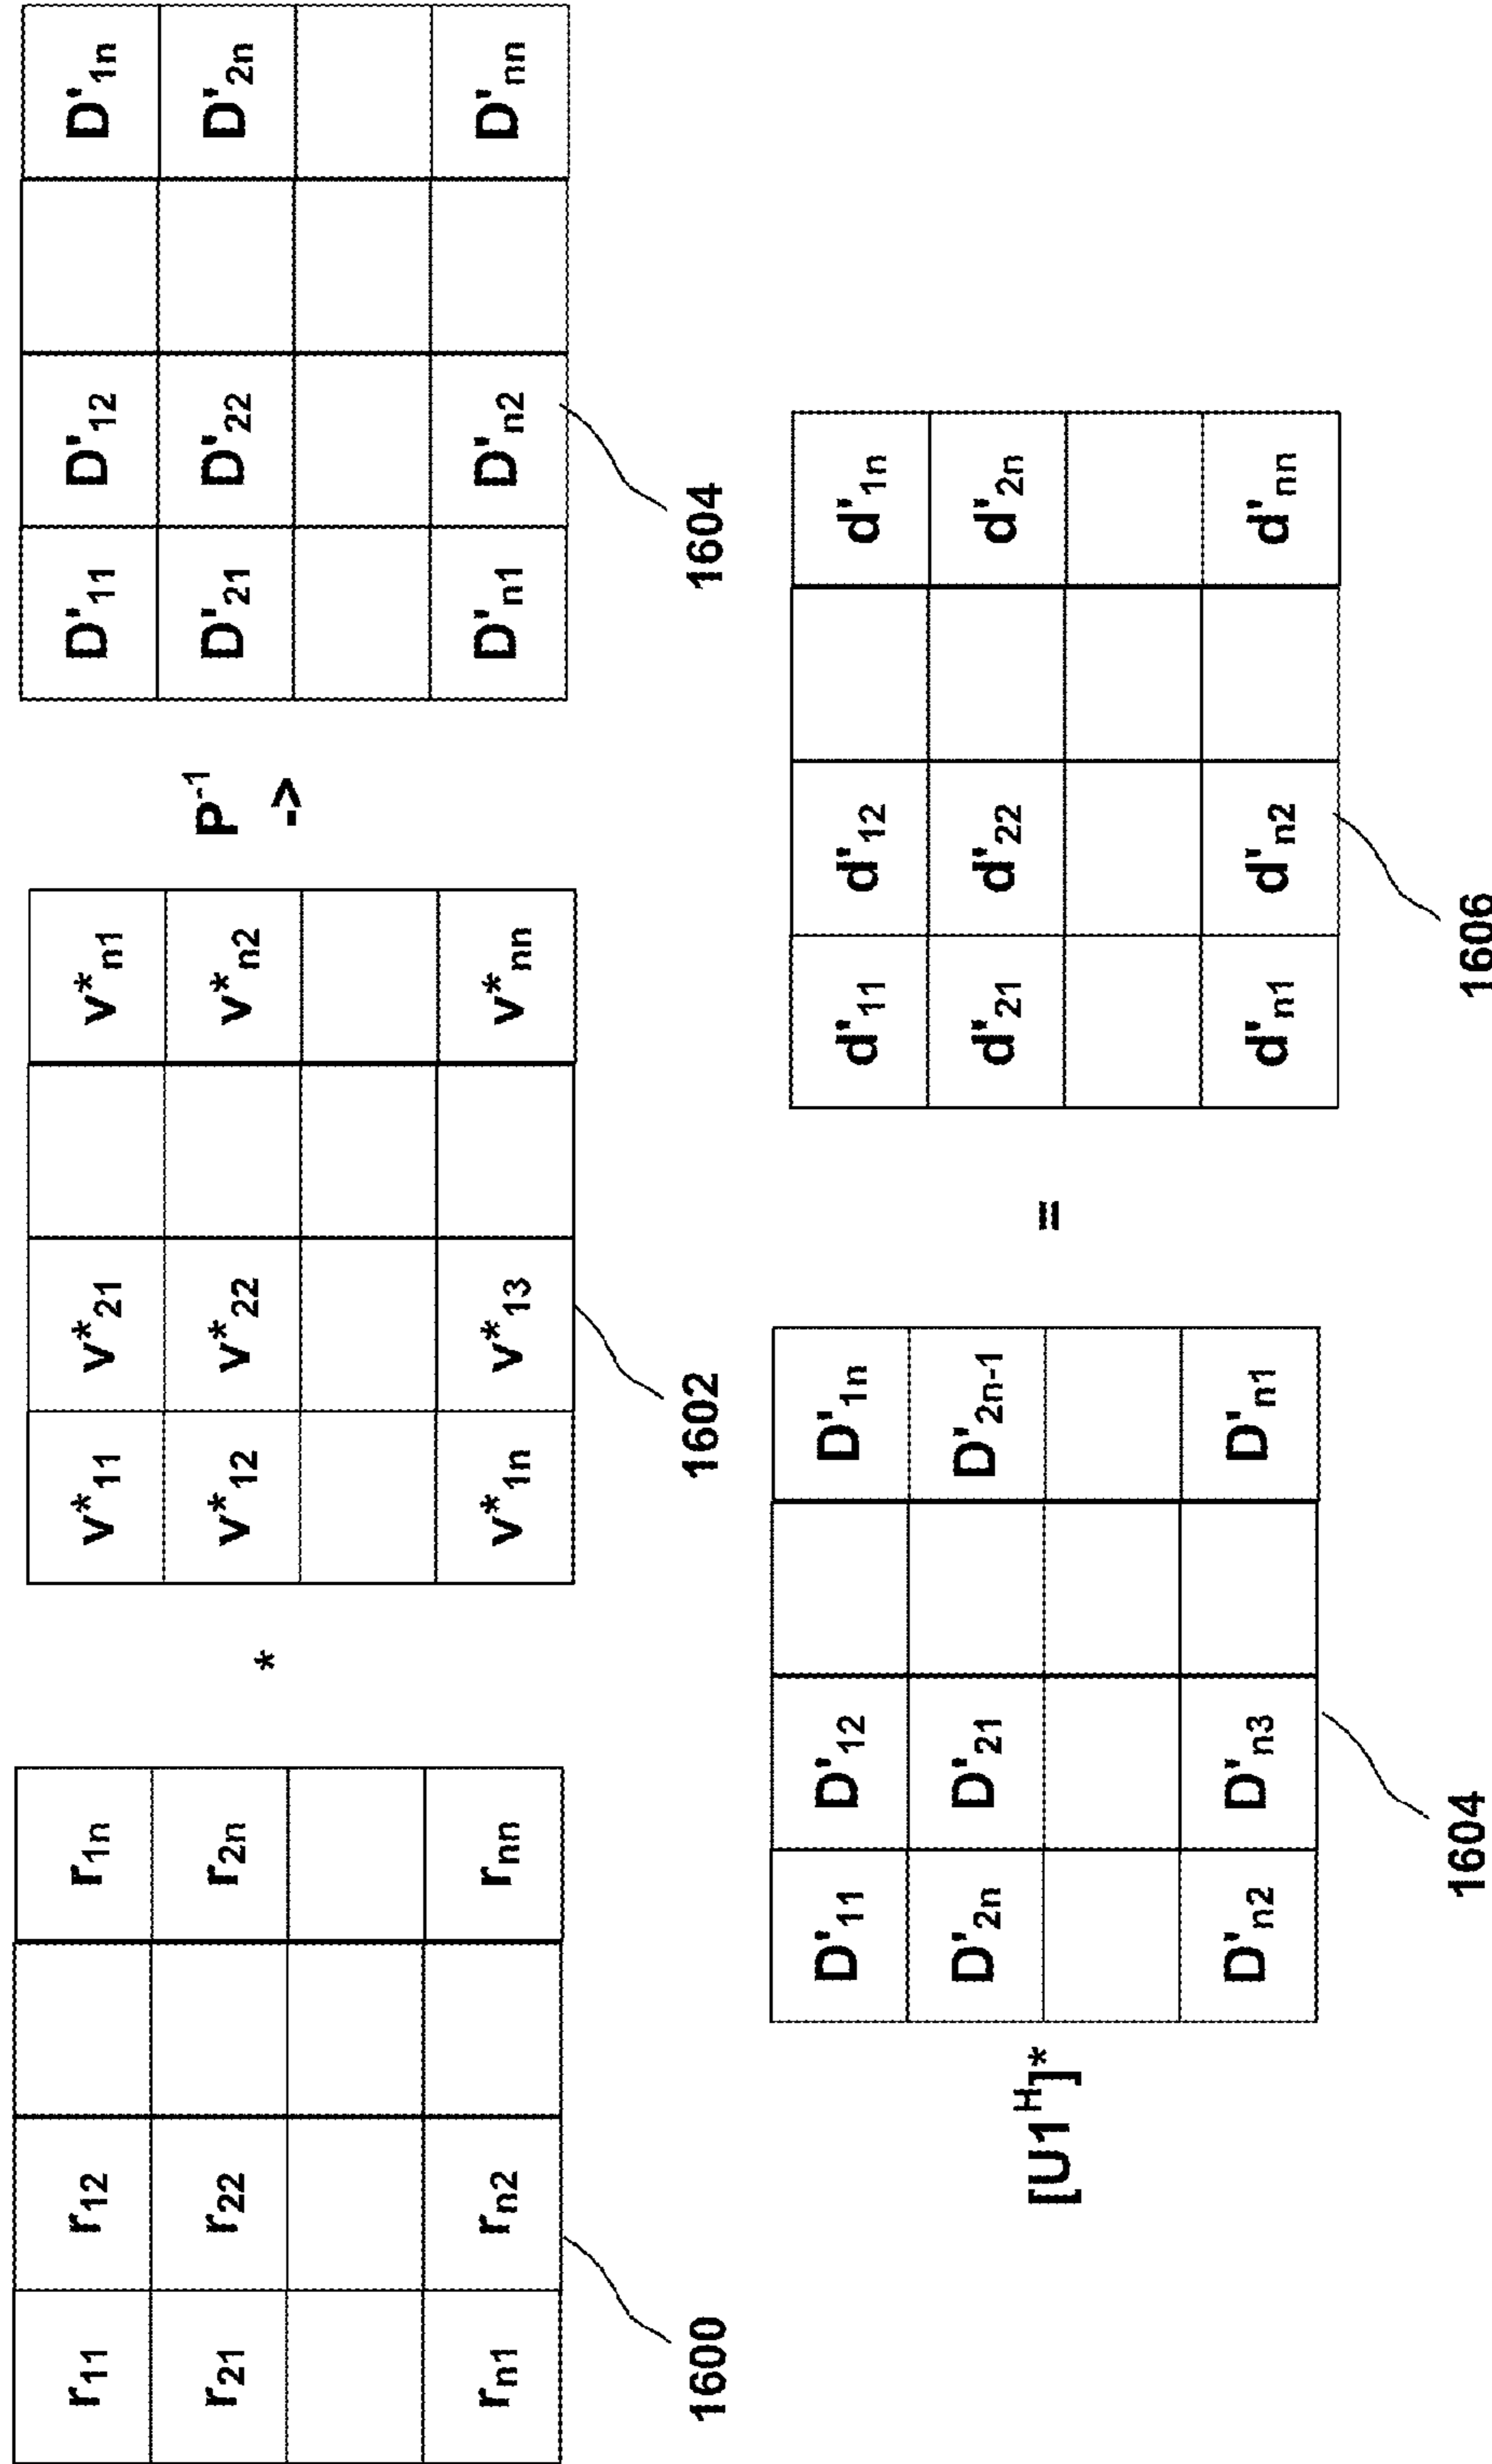 r11 r12 r1n
r21 r22 r2n
rn1 rn2 rnn
1600
*
v*11 v*21 v*n1
v*12 v*22 v*n2
v*1n v*13 v*nn
1602
P-1
->
D'11 D'12 D'1n
D'21 D'22 D'2n
D'n1 D'n2 D'nn
1604
[U1H]*
D'11 D'12 D'1n
D'2n D'21 D'2n-1
D'n2 D'n3 D'n1
1604
=
d'11 d'12 d'1n
d'21 d'22 d'2n
d'n1 d'n2 d'nn
1606